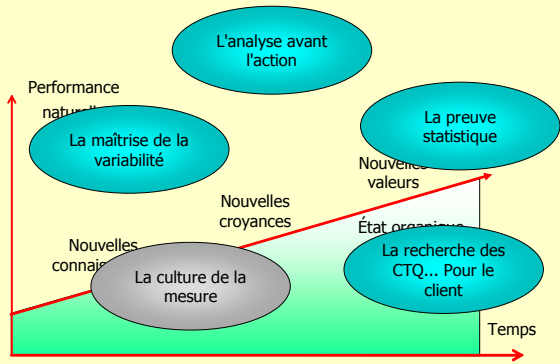 L'analyse avant
l'action
Performance
La preuve
statistique
La maîtrise de la
variabilité
Nouvelles
valeurs
Nouvelles
croyances
État
Nouvelles
La recherche des
CTQ... Pour le
client
La culture de la
mesure
Temps